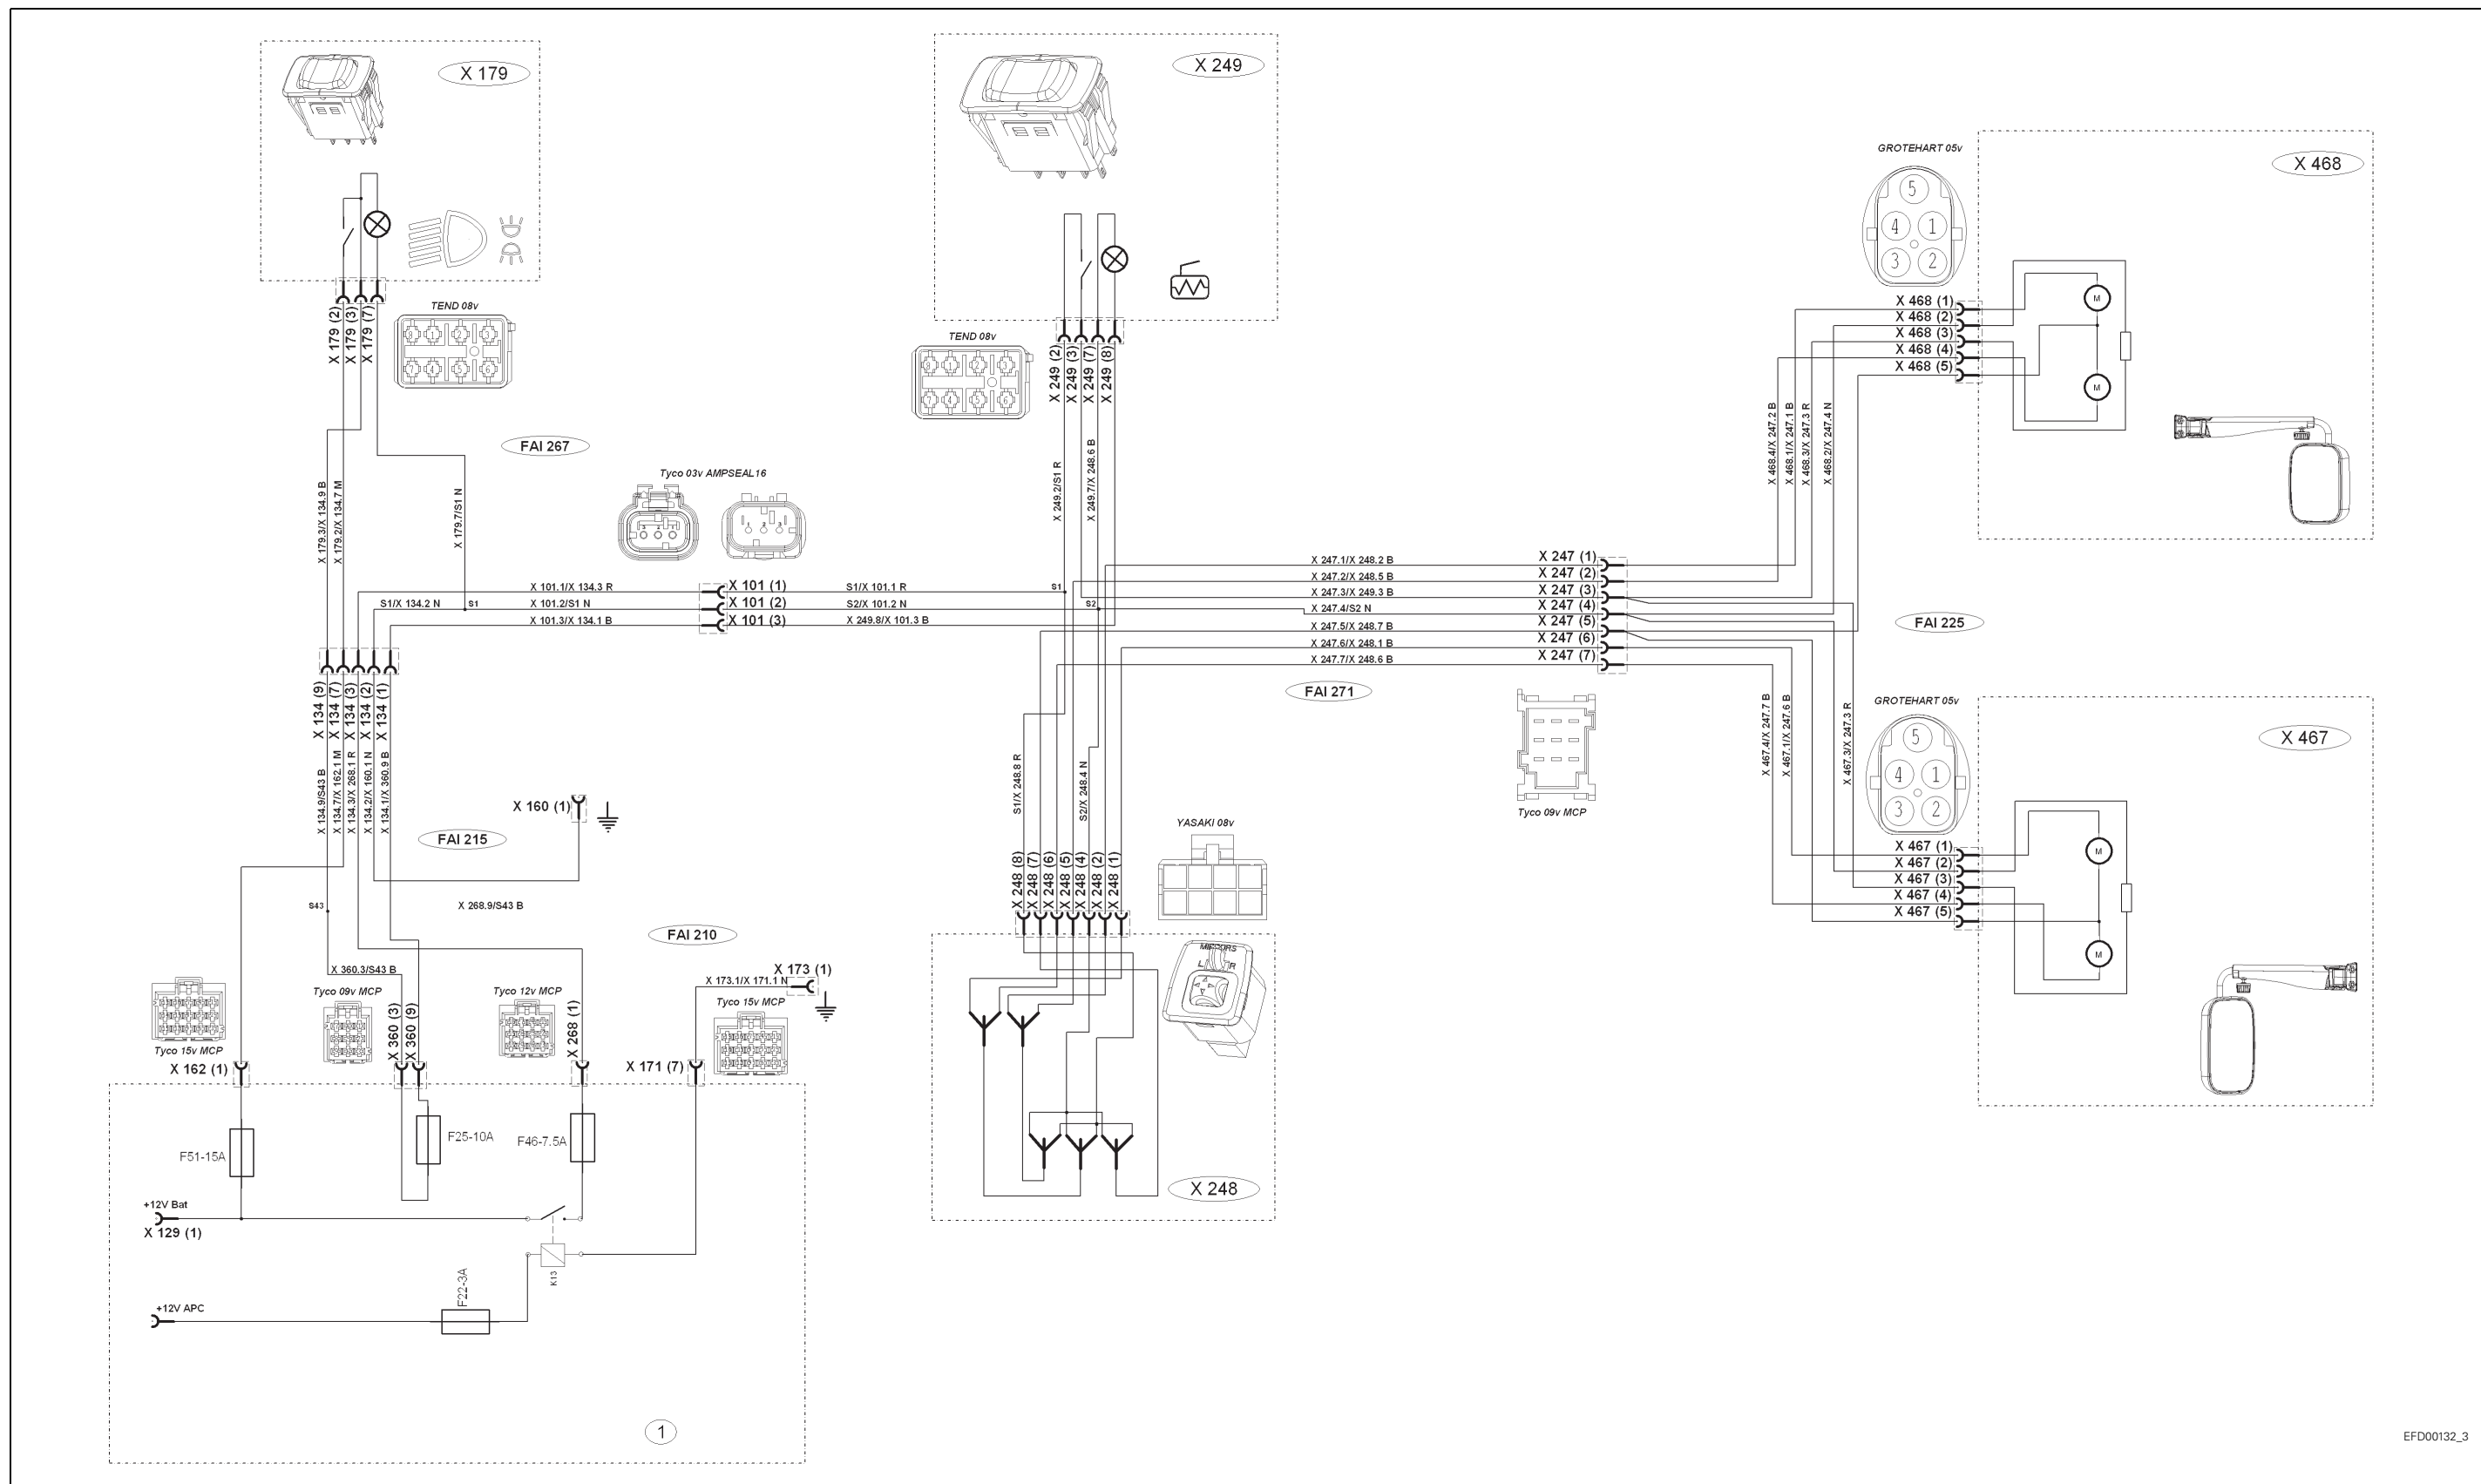 X 179
X 249
GROTEHART 05v
X 468
5
4
1
3
2
X 179 (2)
X 179 (3)
X 179 (7)
TEND 08v
TEND 08v
X 249 (2)
X 249 (3)
X 249 (7)
X 249 (8)
X 468 (1)
X 468 (2)
X 468 (3)
X 468 (4)
X 468 (5)
M
M
FAI 267
Tyco 03v AMPSEAL16
X 179.3/X 134.9 B
X 179.2/X 134.7 M
X 179.7/S1 N
X 249.2/S1 R
X 249.7/X 248.6 B
X 468.4/X 247.2 B
X 468.1/X 247.1 B
X 468.3/X 247.3 R
X 468.2/X 247.4 N
X 101.1/X 134.3 R
X 101 (1)
S1/X 101.1 R
S1
S1/X 134.2 N
S1
X 101.2/S1 N
X 101 (2)
S2/X 101.2 N
S2
X 101.3/X 134.1 B
X 101 (3)
X 249.8/X 101.3 B
X 247.1/X 248.2 B
X 247 (1)
X 247.2/X 248.5 B
X 247 (2)
X 247.3/X 249.3 B
X 247 (3)
X 247.4/S2 N
X 247 (4)
X 247.5/X 248.7 B
X 247 (5)
X 247.6/X 248.1 B
X 247 (6)
X 247.7/X 248.6 B
X 247 (7)
FAI 225
FAI 271
X 134 (9)
X 134 (7)
X 134 (3)
X 134 (2)
X 134 (1)
X 134.9/S43 B
X 134.7/X 162.1 M
X 134.3/X 268.1 R
X 134.2/X 160.1 N
X 134.1/X 360.9 B
X 160 (1)
FAI 215
S1/X 248.8 R
S2/X 248.4 N
Tyco 09v MCP
X 467.4/X 247.7 B
X 467.1/X 247.6 B
X 467.3/X 247.3 R
GROTEHART 05v
X 467
5
4
1
3
2
X 467 (1)
X 467 (2)
X 467 (3)
X 467 (4)
X 467 (5)
M
M
YASAKI 08v
X 248 (8)
X 248 (7)
X 248 (6)
X 248 (5)
X 248 (4)
X 248 (2)
X 248 (1)
S43
X 268.9/S43 B
FAI 210
MIRRORS
L
R
X 360.3/S43 B
X 173 (1)
X 173.1/X 171.1 N
Tyco 15v MCP
Tyco 09v MCP
Tyco 12v MCP
Tyco 15v MCP
X 162 (1)
X 360 (3)
X 360 (9)
X 268 (1)
X 171 (7)
F51-15A
F25-10A
F46-7.5A
X 248
+12V Bat
X 129 (1)
K13
F22-3A
+12V APC
1
EFD00132_3